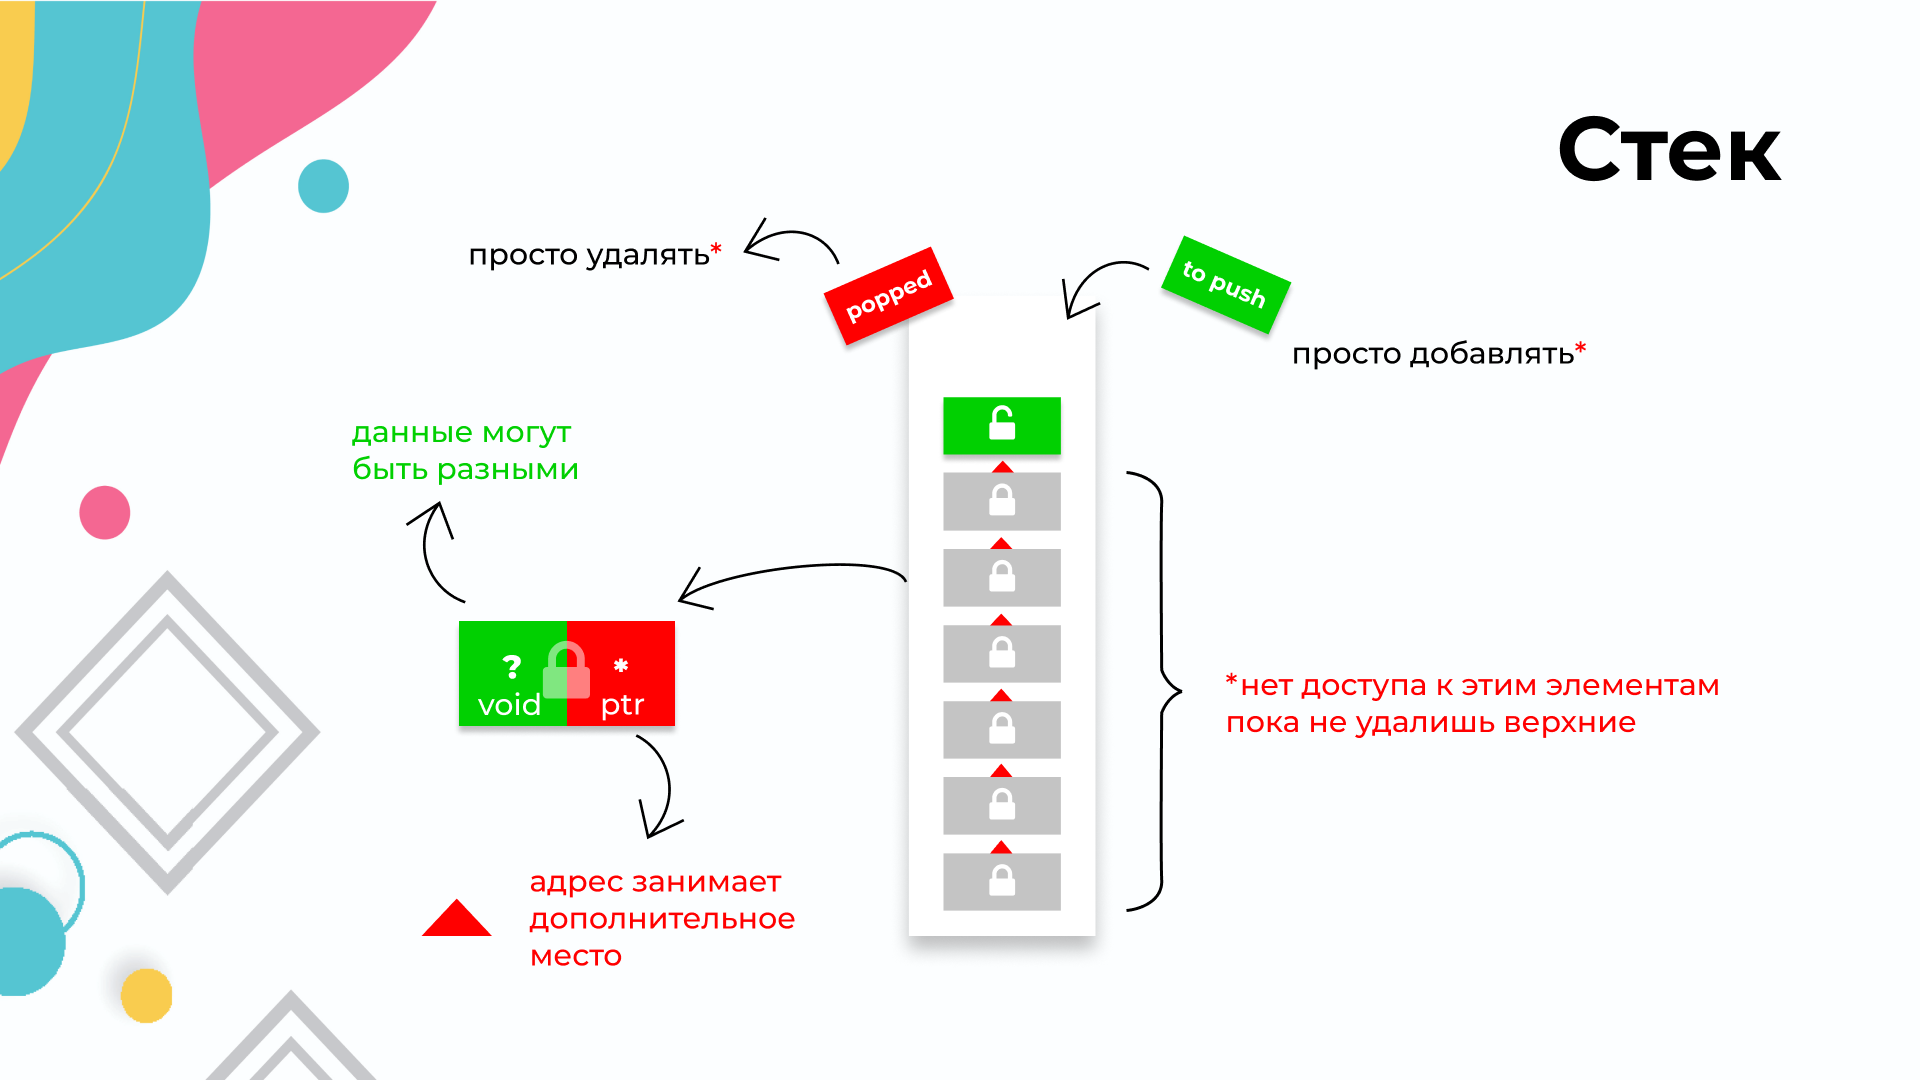 Стек
просто удалять*
popped
to push
просто добавлять*
данные могут
быть разными
? *
void ptr
*нет доступа к этим элементам
пока не удалишь верхние
адрес занимает
дополнительное
место